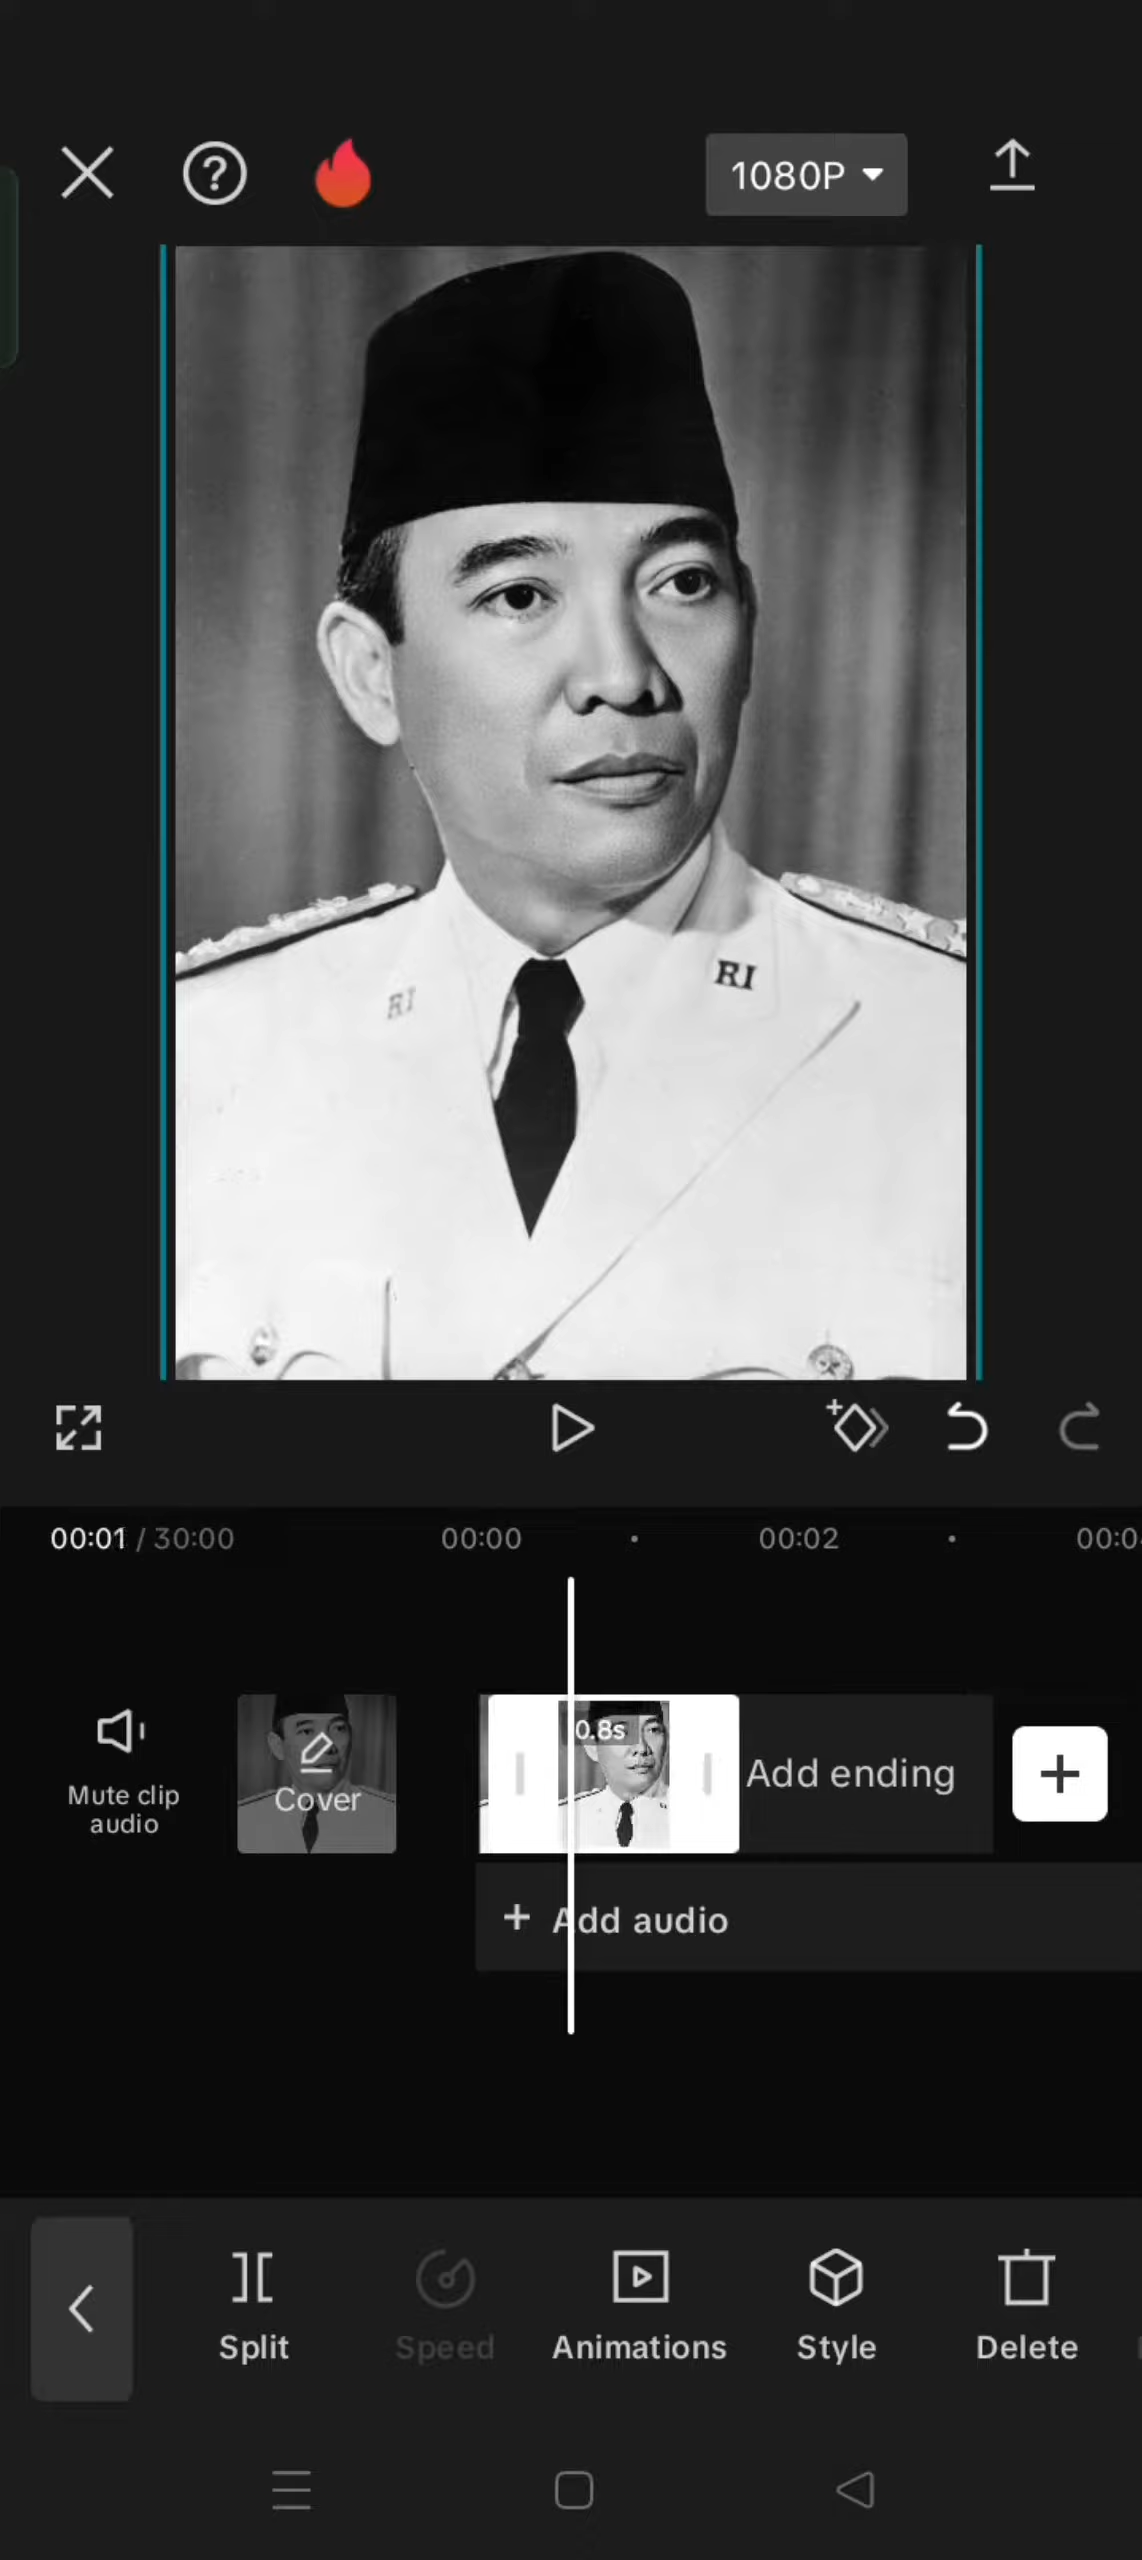 1080P
RI
RI
00:01 / 30:00
00:00
00:02
0.8s
Mute clip
audio
Cover
Add ending
+ Add audio
Split
Speed
Animations
Style
Delete